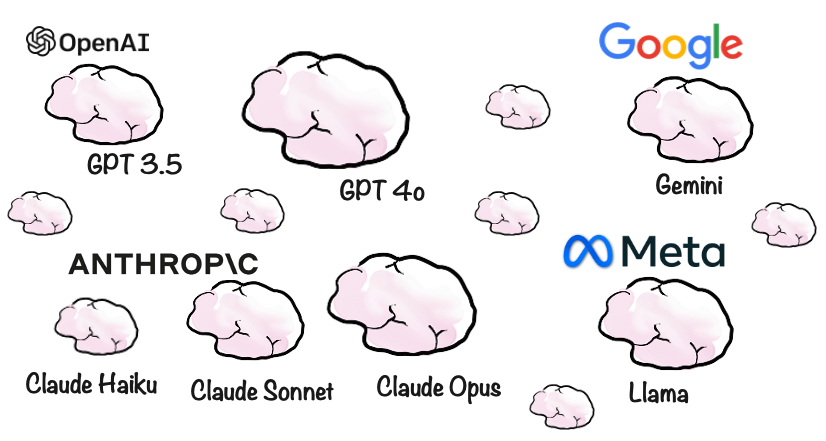 OpenAI
Google
GPT 3.5
GPT 4o
Gemini
ANTHROP\C
Meta
Claude Haiku
Claude Sonnet
Claude Opus
Llama